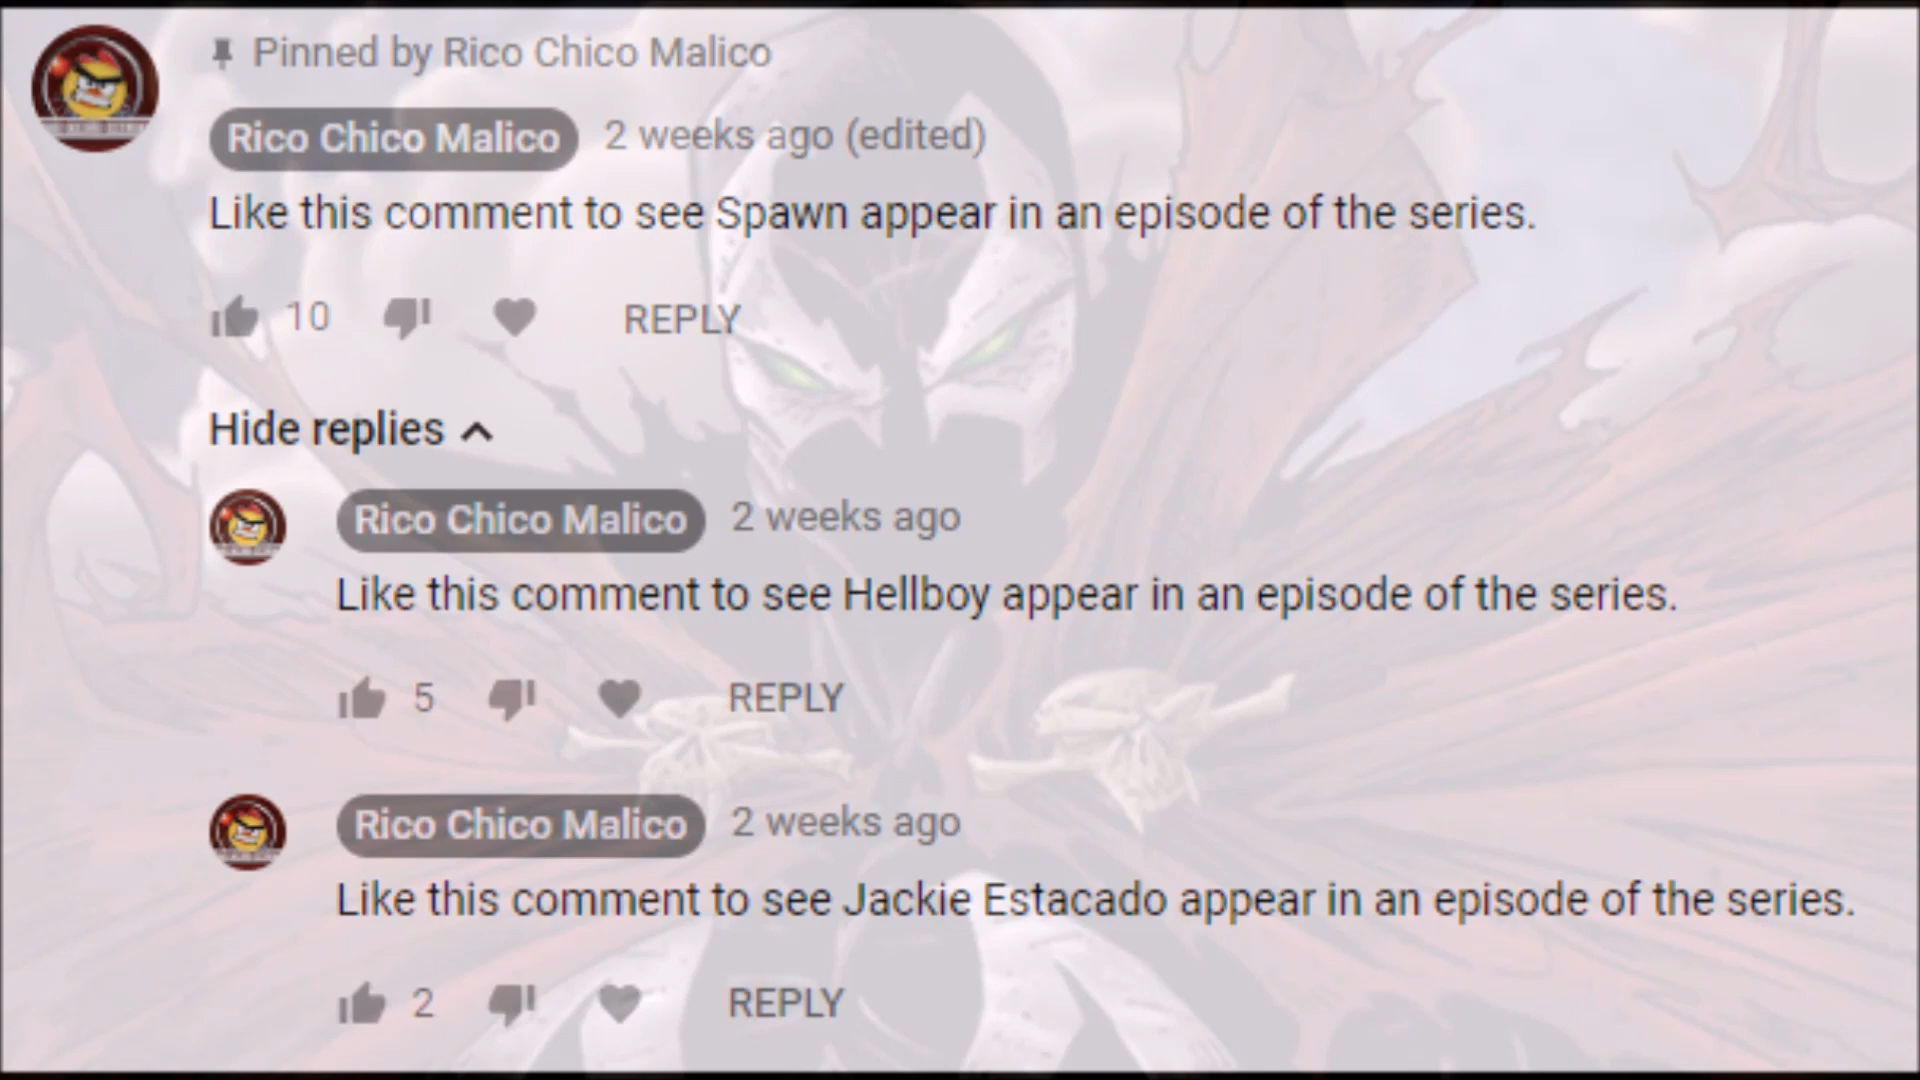 Pinned by Rico Chico Malico
Rico Chico Malico 2 weeks ago (edited)
Like this comment to see Spawn appear in an episode of the series.
10 REPLY
Hide replies
Rico Chico Malico 2 weeks ago
Like this comment to see Hellboy appear in an episode of the series.
5 REPLY
Rico Chico Malico 2 weeks ago
Like this comment to see Jackie Estacado appear in an episode of the series.
2 REPLY